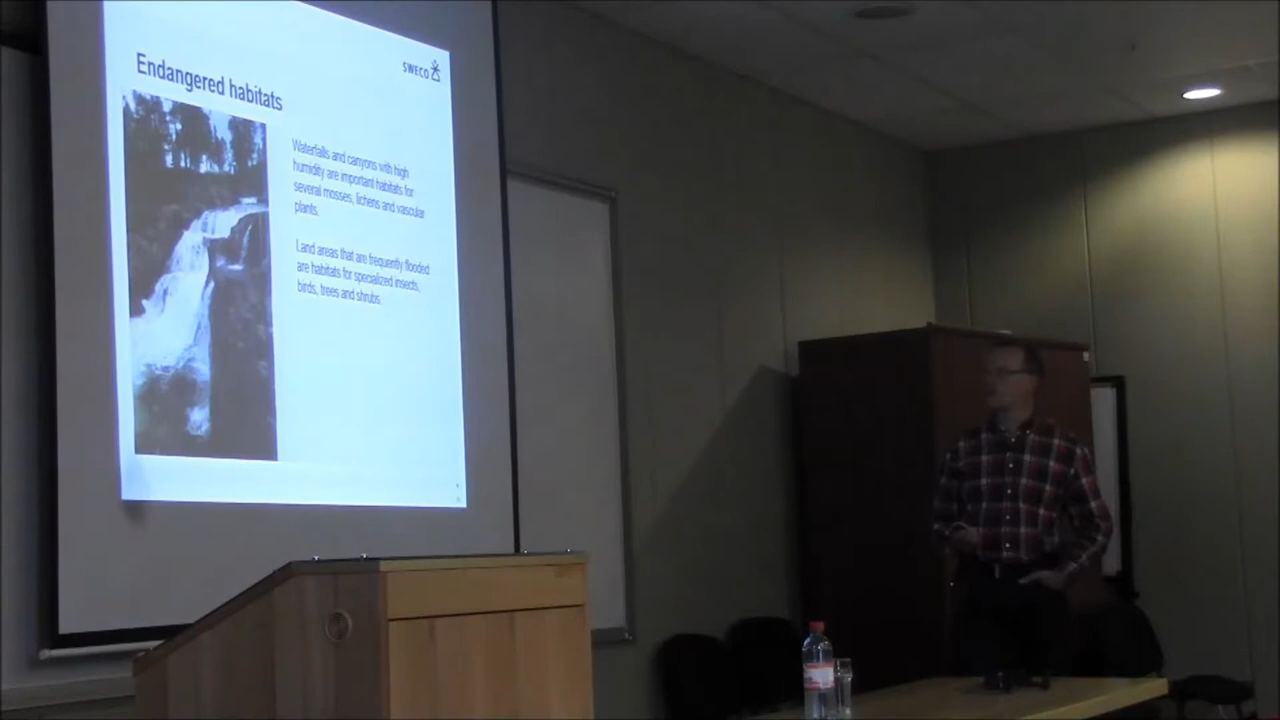 Endangered habitats
SWECO
Waterfalls and canyons with high
humidity are important habitats for
several mosses, lichens and vascular
plants.
Land areas that are frequently flooded
are habitats for specialized insects,
birds, trees and shrubs.